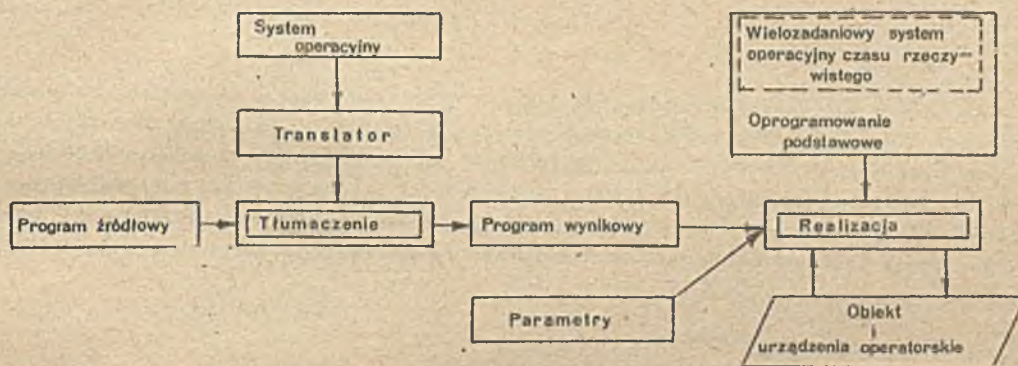 System
operacyjny
Wielozadaniowy system
operacyjny czasu rzeczy-
wistego
Oprogramowanie
podstawowe
Translator
Program źródłowy
Tłumaczenie
Program wynikowy
Realizacja
Parametry
Obiekt
i
urządzenia operatorskie